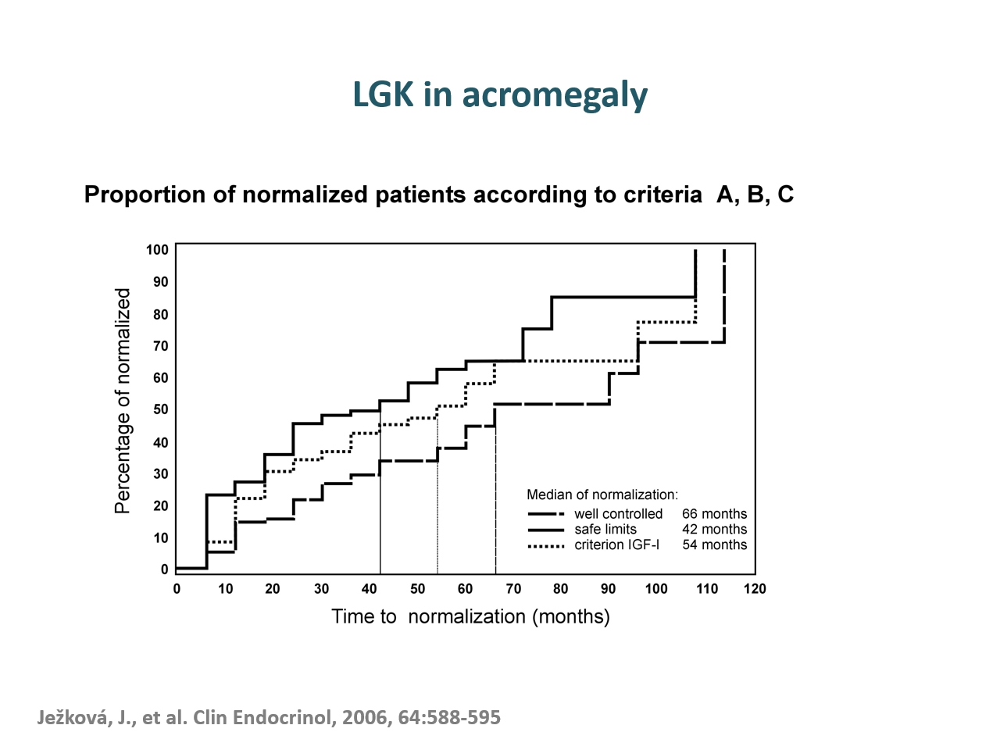 LGK in acromegaly
Proportion of normalized patients according to criteria A, B, C
Percentage of normalized
100
90
80
70
60
50
40
30
20
10
0
Median of normalization:
well controlled 66 months
safe limits 42 months
criterion IGF-I 54 months
0 10 20 30 40 50 60 70 80 90 100 110 120
Time to normalization (months)
Ježková, J., et al. Clin Endocrinol, 2006, 64:588-595